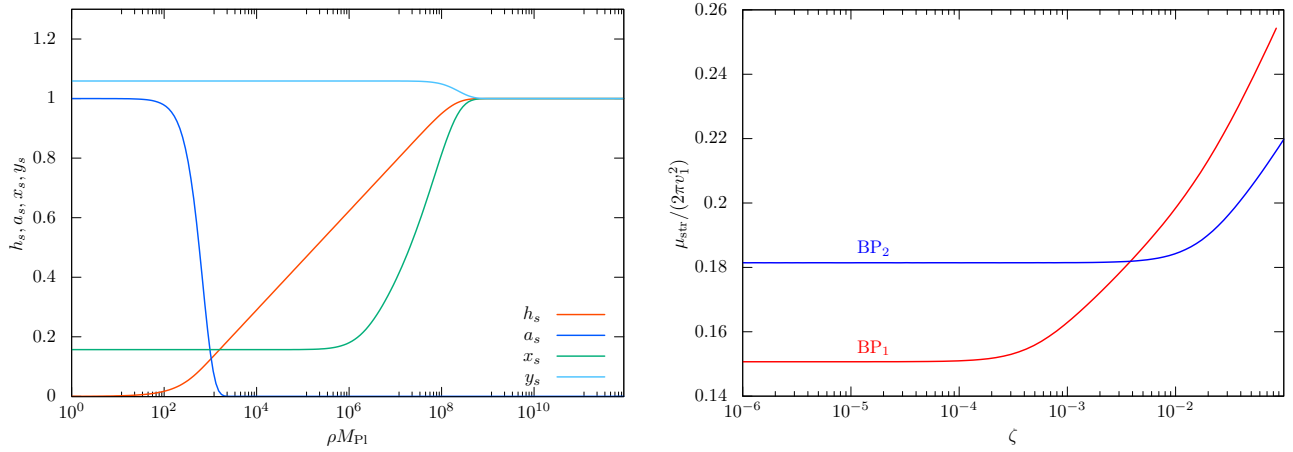 h_s, a_s, x_s, y_s
1.2
1
0.8
0.6
0.4
0.2
0
h_s
a_s
x_s
y_s
10^0 10^2 10^4 10^6 10^8 10^10
ρM_Pl
μ_str/(2πv_1^2)
0.26
0.24
0.22
0.2
0.18
0.16
0.14
BP_2
BP_1
10^-6 10^-5 10^-4 10^-3 10^-2
ζ